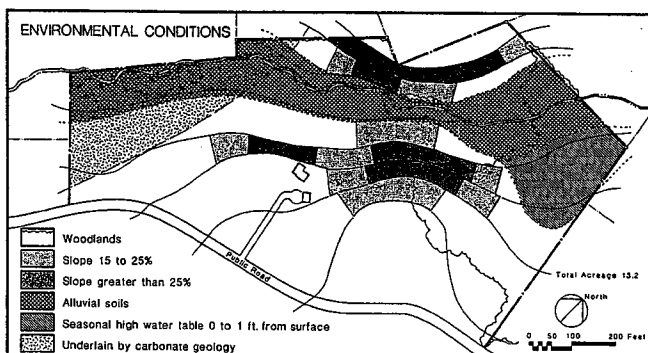 ENVIRONMENTAL CONDITIONS
Woodlands
Slope 15 to 25%
Slope greater than 25%
Alluvial soils
Seasonal high water table 0 to 1 ft. from surface
Underlain by carbonate geology
Public Road
Total Acreage 13.2
North
0 50 100 200 Feet